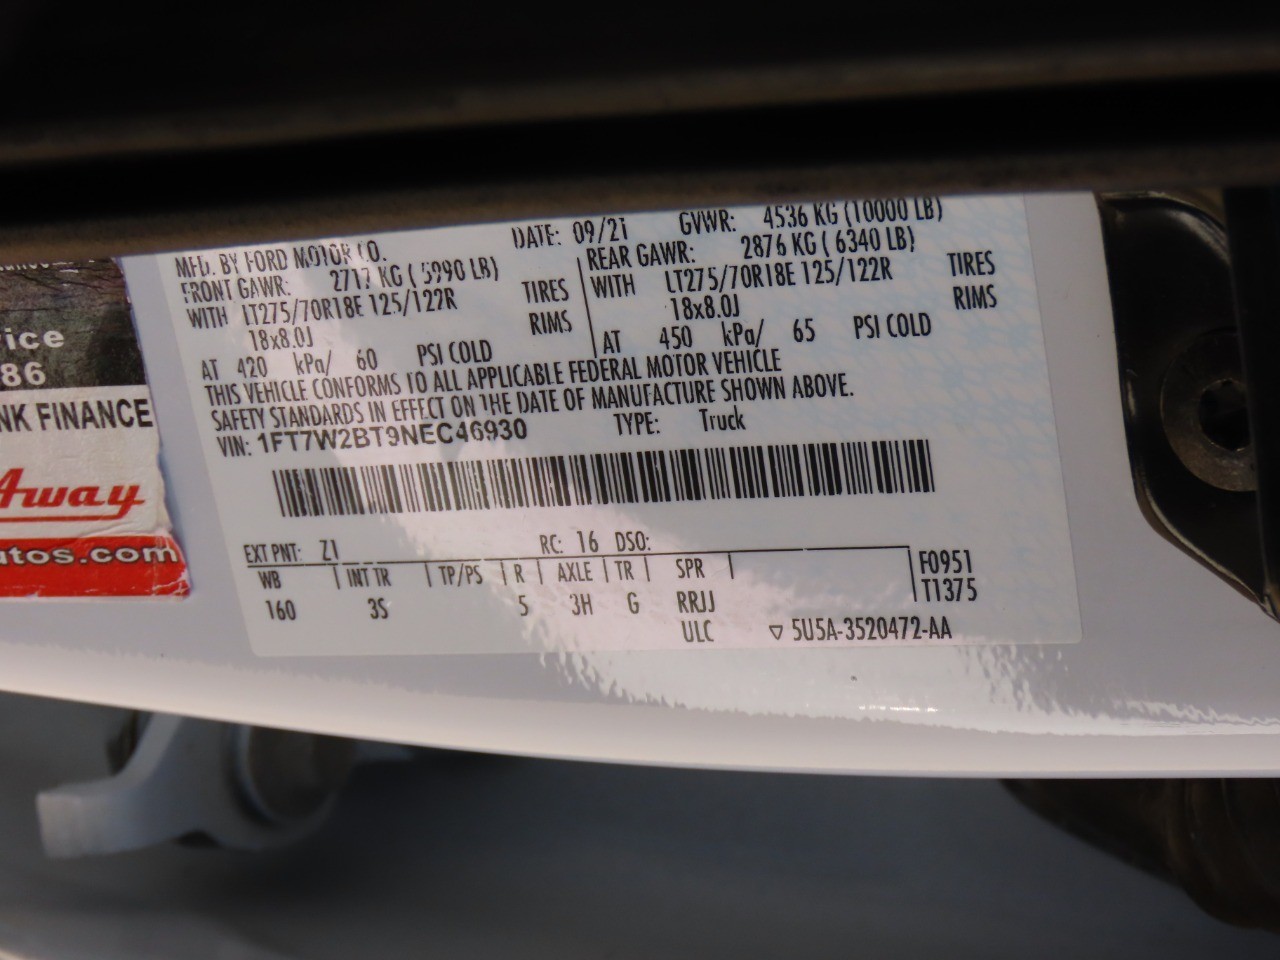 MFD. BY FORD MOTOR CO.
DATE: 09/21 GVWR: 4536 KG (10000 LB)
FRONT GAWR: 2717 KG ( 5990 LB)
WITH LT275/70R18E 125/122R TIRES
18x8.0J RIMS
AT 420 kPa/ 60 PSI COLD
REAR GAWR: 2876 KG ( 6340 LB)
WITH LT275/70R18E 125/122R TIRES
18x8.0J RIMS
AT 450 kPa/ 65 PSI COLD
THIS VEHICLE CONFORMS TO ALL APPLICABLE FEDERAL MOTOR VEHICLE
SAFETY STANDARDS IN EFFECT ON THE DATE OF MANUFACTURE SHOWN ABOVE.
VIN: 1FT7W2BT9NEC46930 TYPE: Truck
EXT PNT: Z1 RC: 16 DSO:
WB INT TR TP/PS R AXLE TR SPR F0951
160 3S 5 3H G RRJJ T1375
ULC ▽ 5U5A-3520472-AA
ice
86
NK FINANCE
Away
utos.com